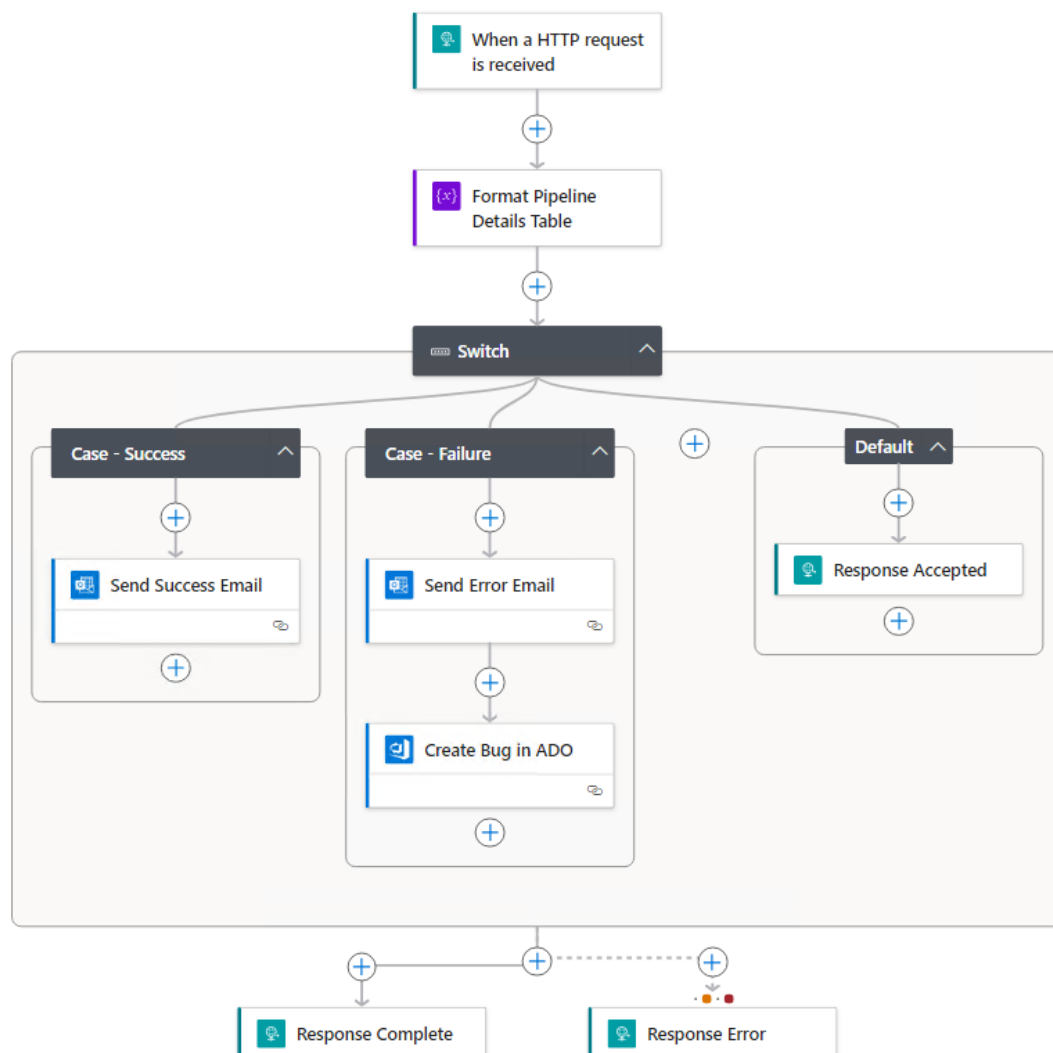 When a HTTP request
is received
{x}
Format Pipeline
Details Table
Switch
Case - Success
Case - Failure
Default
Send Success Email
Send Error Email
Response Accepted
Create Bug in ADO
Response Complete
Response Error